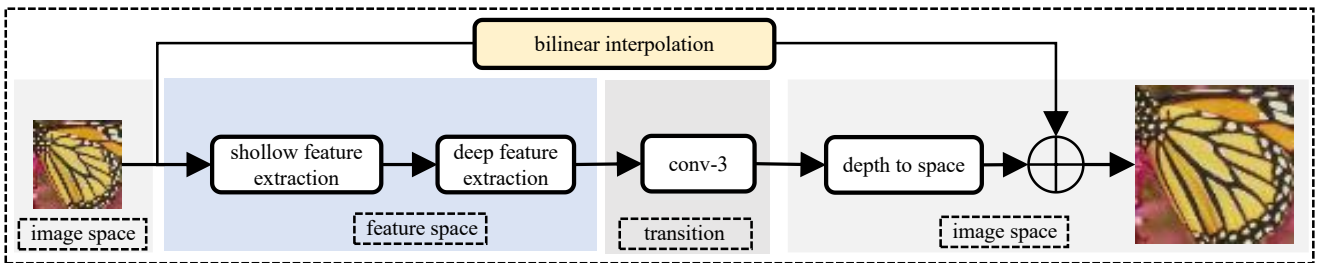 bilinear interpolation
shollow feature
extraction
deep feature
extraction
conv-3
depth to space
image space
feature space
transition
image space